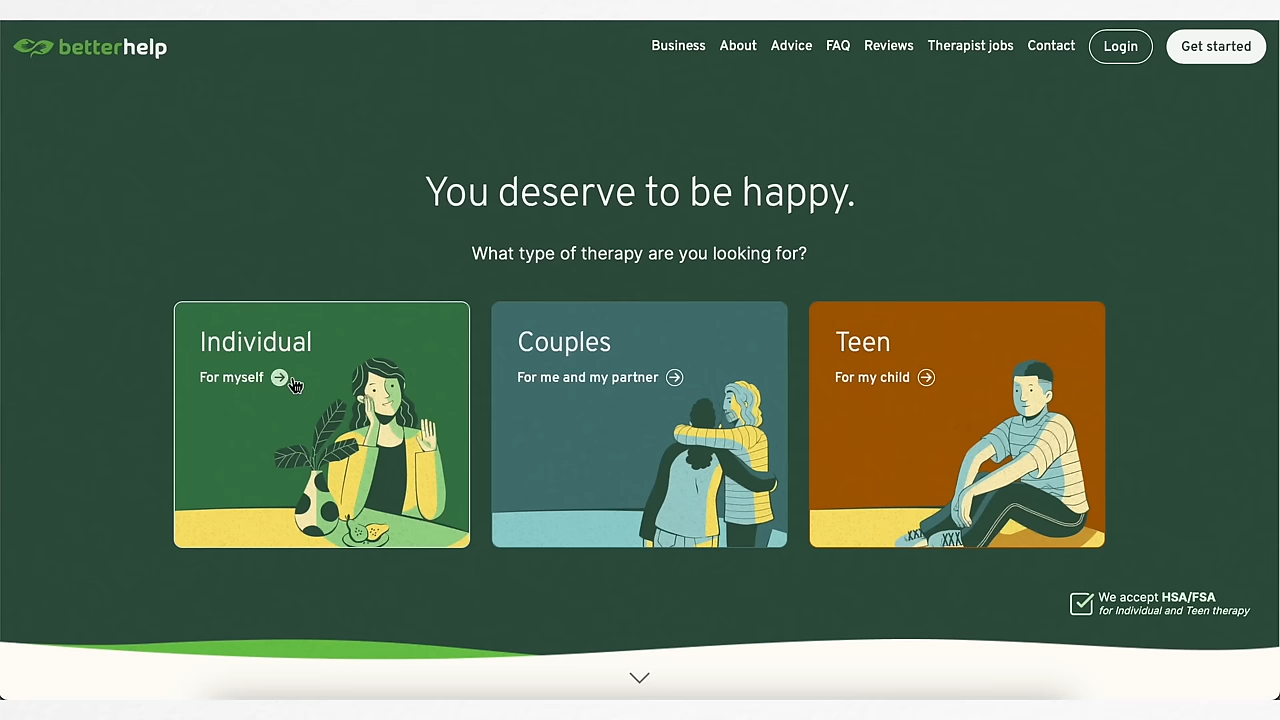 betterhelp
Business About Advice FAQ Reviews Therapist jobs Contact Login Get started
You deserve to be happy.
What type of therapy are you looking for?
Individual
For myself
Couples
For me and my partner
Teen
For my child
We accept HSA/FSA
for Individual and Teen therapy